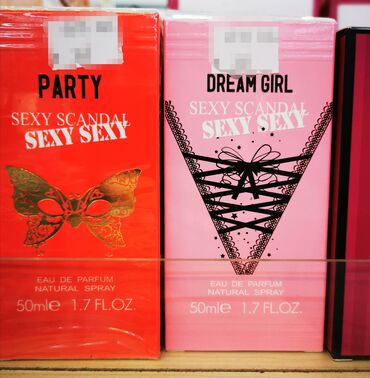 PARTY
SEXY SCANDAL
SEXY SEXY
EAU DE PARFUM
NATURAL SPRAY
50ml℮ 1.7 FL.OZ.
DREAM GIRL
SEXY SCANDAL
SEXY SEXY
EAU DE PARFUM
NATURAL SPRAY
50ml℮ 1.7 FL.OZ.